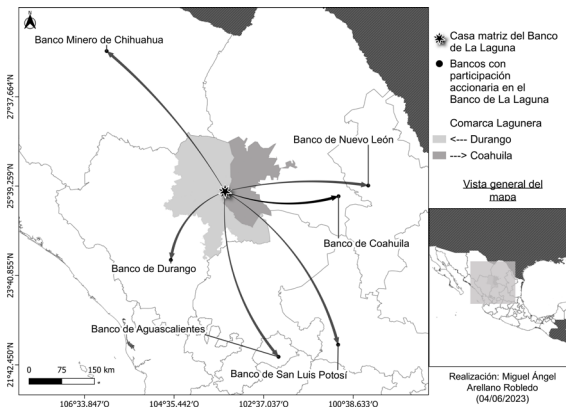 N
Banco Minero de Chihuahua
Banco de Nuevo León
Banco de Coahuila
Banco de Durango
Banco de Aguascalientes
Banco de San Luis Potosí
0 75 150 km
27°37.664'N
25°39.259'N
23°40.855'N
21°42.450'N
106°33.847'O
104°35.442'O
102°37.037'O
100°38.633'O
Casa matriz del Banco
de La Laguna
Bancos con
participación
accionaria en el
Banco de La Laguna
Comarca Lagunera
<--- Durango
---> Coahuila
Vista general del
mapa
Realización: Miguel Ángel
Arellano Robledo
(04/06/2023)